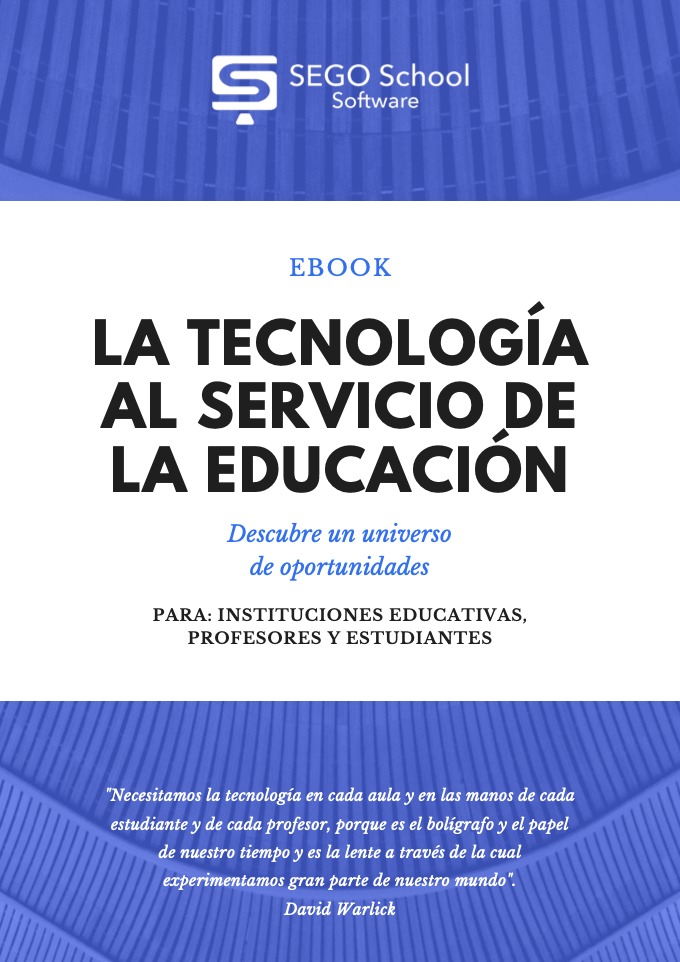 SEGO School
Software
EBOOK
LA TECNOLOGÍA
AL SERVICIO DE
LA EDUCACIÓN
Descubre un universo
de oportunidades
PARA: INSTITUCIONES EDUCATIVAS,
PROFESORES Y ESTUDIANTES
"Necesitamos la tecnología en cada aula y en las manos de cada
estudiante y de cada profesor, porque es el bolígrafo y el papel
de nuestro tiempo y es la lente a través de la cual
experimentamos gran parte de nuestro mundo".
David Warlick